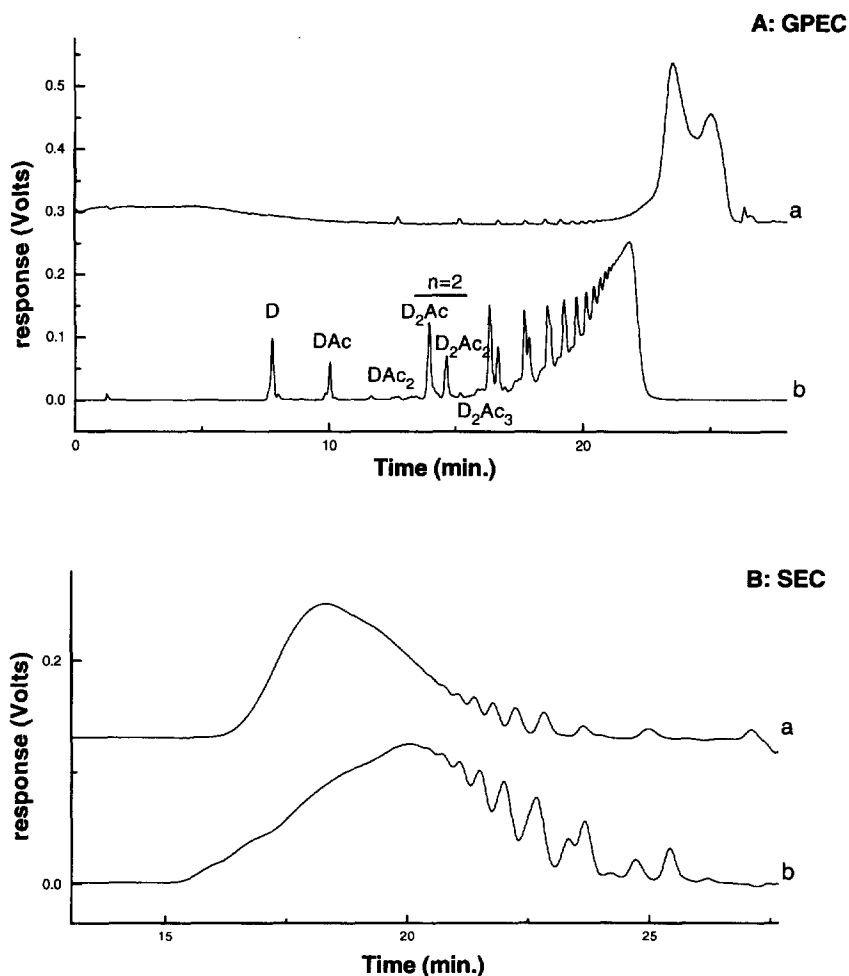 A: GPEC
response (Volts)
0.5
0.4
0.3
0.2
0.1
0.0
a
n=2
D
DAc
DAc₂
D₂Ac
D₂Ac₂
D₂Ac₃
b
0
10
20
Time (min.)
B: SEC
response (Volts)
0.2
0.0
a
b
15
20
25
Time (min.)